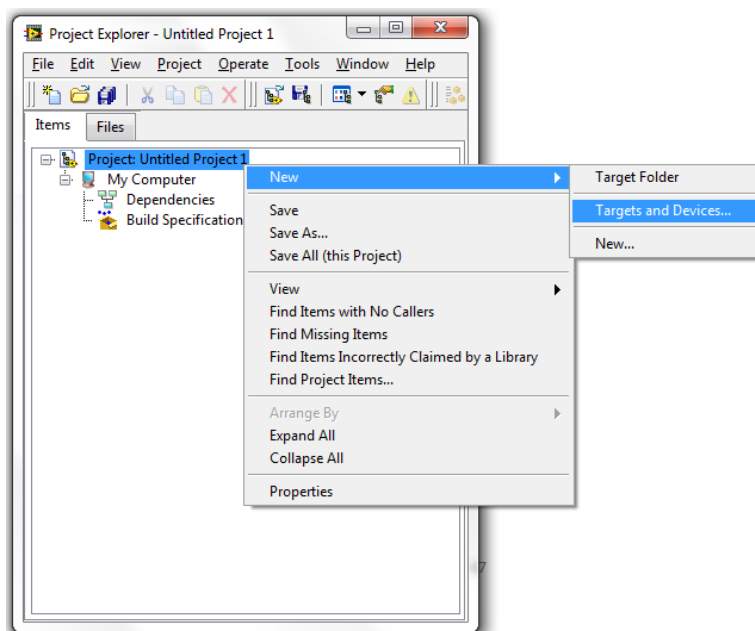 Project Explorer - Untitled Project 1
File Edit View Project Operate Tools Window Help
Items Files
Project: Untitled Project 1
My Computer
Dependencies
Build Specification
New
Save
Save As...
Save All (this Project)
View
Find Items with No Callers
Find Missing Items
Find Items Incorrectly Claimed by a Library
Find Project Items...
Arrange By
Expand All
Collapse All
Properties
Target Folder
Targets and Devices...
New...
7